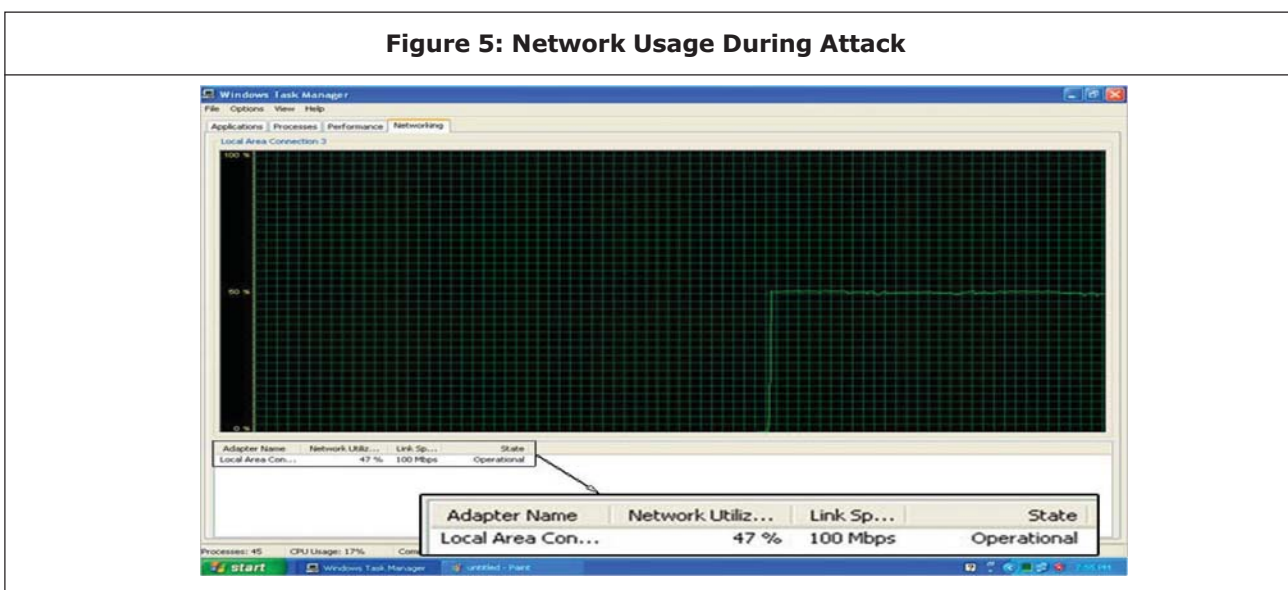 Figure 5: Network Usage During Attack
Windows Task Manager
File Options View Help
Applications Processes Performance Networking
Local Area Connection 3
100 %
50 %
0 %
Adapter Name Network Utiliz... Link Sp... State
Local Area Con... 47 % 100 Mbps Operational
Adapter Name Network Utiliz... Link Sp... State
Local Area Con... 47 % 100 Mbps Operational
Processes: 45 CPU Usage: 17% Com
start Windows Task Manager untitled - Paint